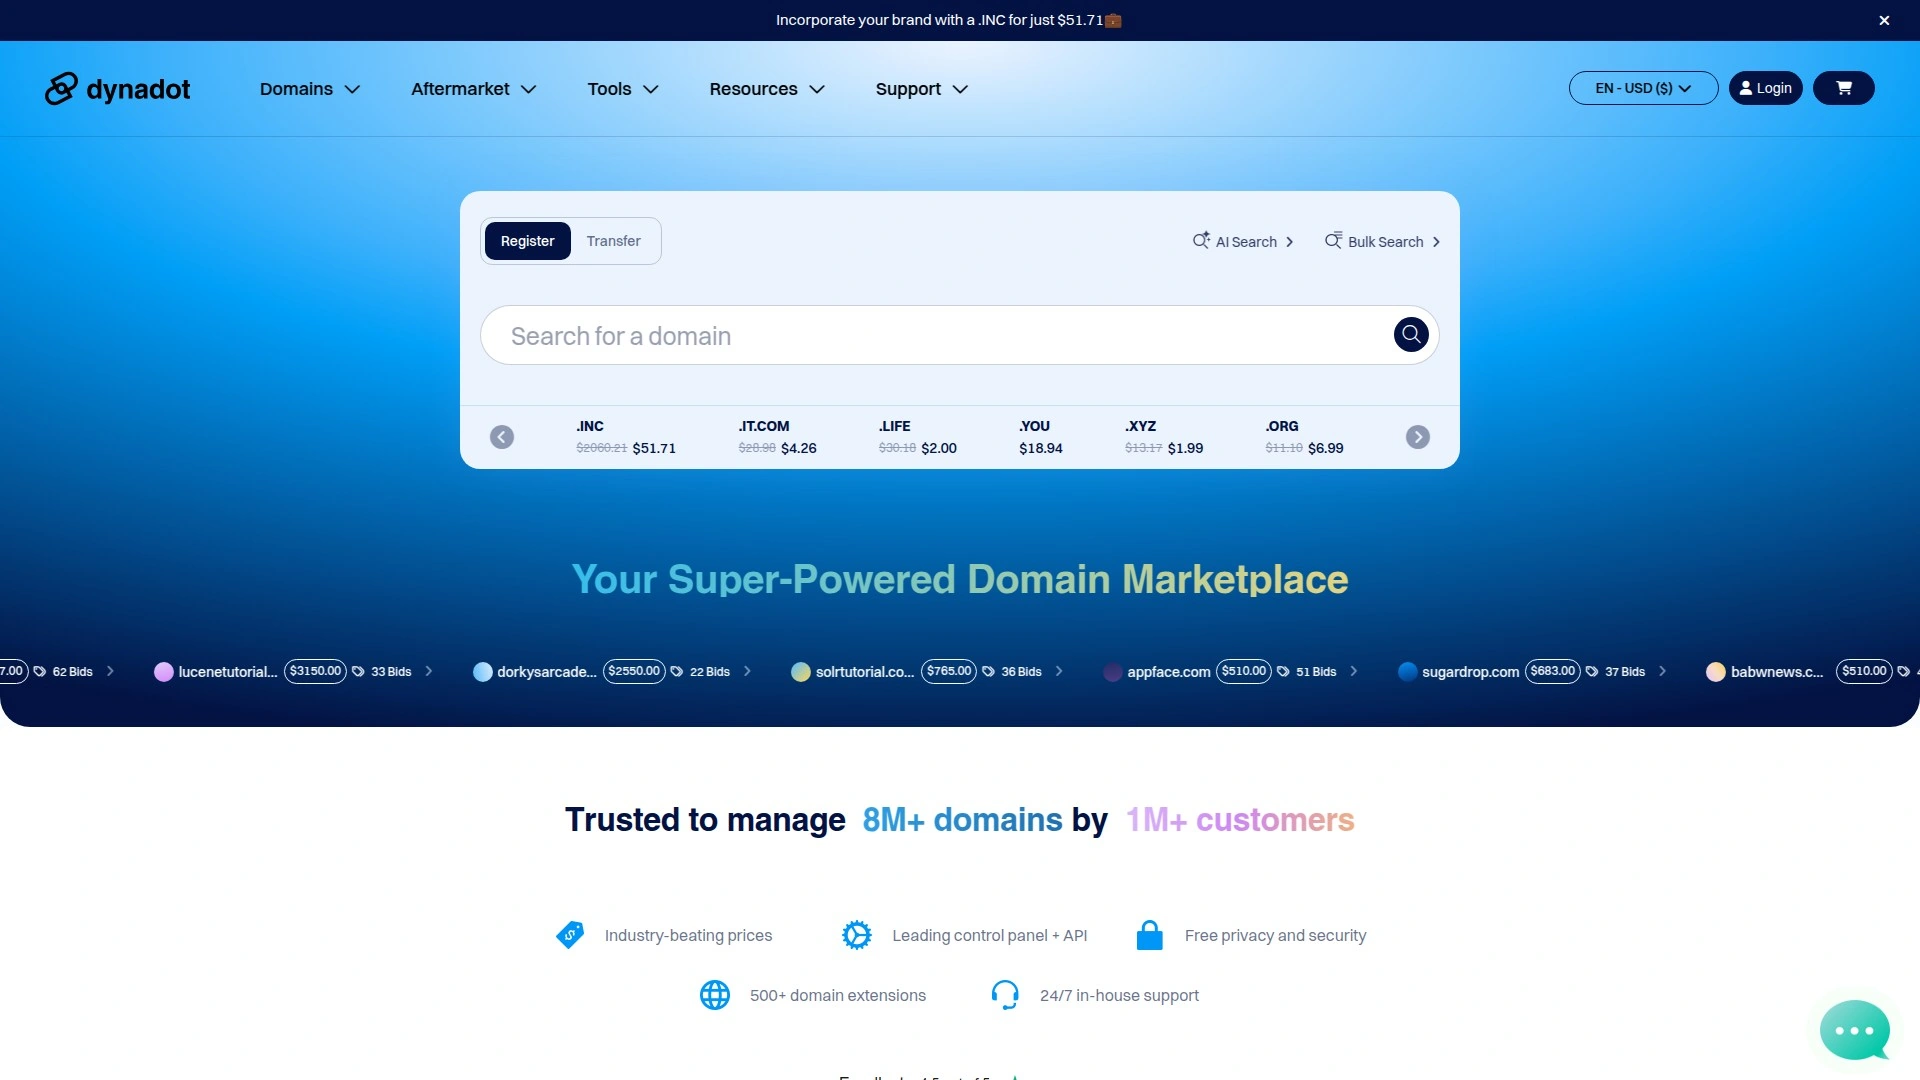 Incorporate your brand with a .INC for just $51.71
dynadot
Domains
Aftermarket
Tools
Resources
Support
EN - USD ($)
Login
Register
Transfer
AI Search
Bulk Search
Search for a domain
.INC
$2060.21 $51.71
.IT.COM
$28.98 $4.26
.LIFE
$30.18 $2.00
.YOU
$18.94
.XYZ
$13.17 $1.99
.ORG
$11.10 $6.99
Your Super-Powered Domain Marketplace
7.00 62 Bids
lucenetutorial... $3150.00 33 Bids
dorkysarcade... $2550.00 22 Bids
solrtutorial.co... $765.00 36 Bids
appface.com $510.00 51 Bids
sugardrop.com $683.00 37 Bids
babwnews.c... $510.00
Trusted to manage 8M+ domains by 1M+ customers
Industry-beating prices
Leading control panel + API
Free privacy and security
500+ domain extensions
24/7 in-house support